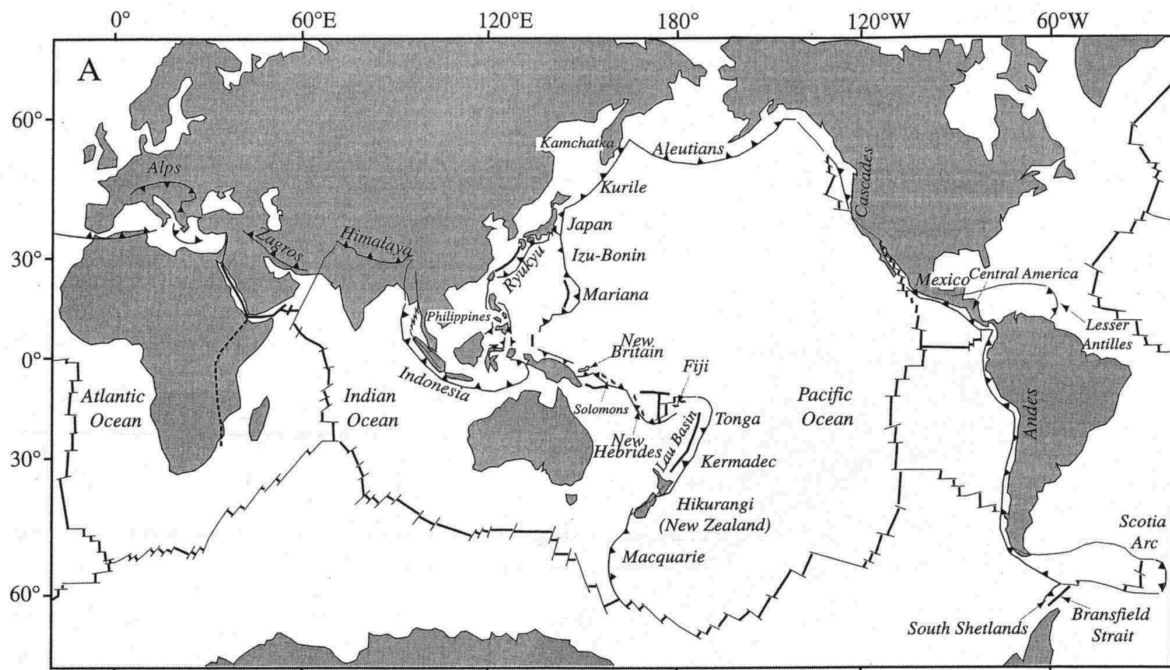 0° 60°E 120°E 180° 120°W 60°W
A
60°
Kamchatka
Aleutians
Alps
Kurile
Cascades
Japan
Zagros
Himalaya
30°
Ryukyu
Izu-Bonin
Mexico
Central America
Mariana
Philippines
Lesser
Antilles
New
Britain
0°
Fiji
Indonesia
Atlantic
Ocean
Indian
Ocean
Solomons
Pacific
Ocean
Andes
New
Hebrides
Lau Basin
Tonga
30°
Kermadec
Hikurangi
(New Zealand)
Scotia
Arc
Macquarie
60°
South Shetlands
Bransfield
Strait